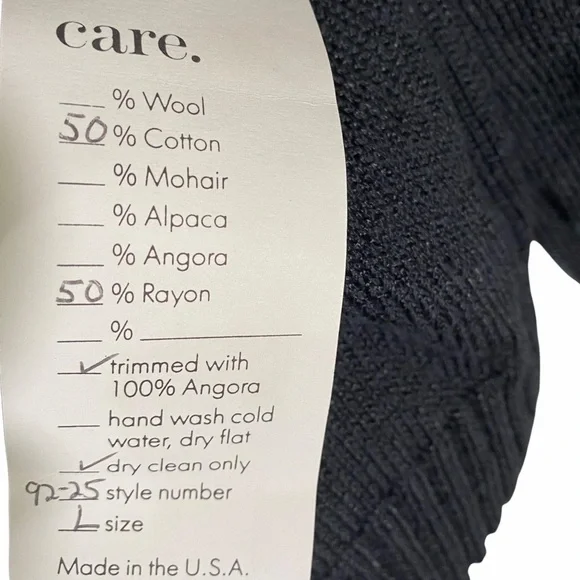 care.
___ % Wool
50 % Cotton
___ % Mohair
___ % Alpaca
___ % Angora
50 % Rayon
___ % _______________
✓ trimmed with
100% Angora
___ hand wash cold
water, dry flat
✓ dry clean only
92-25 style number
L size
Made in the U.S.A.